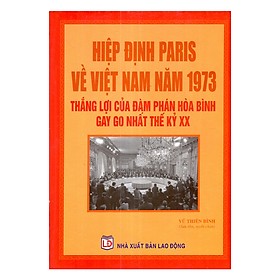 HIỆP ĐỊNH PARIS
VỀ VIỆT NAM NĂM 1973
THẮNG LỢI CỦA ĐÀM PHÁN HÒA BÌNH
GAY GO NHẤT THẾ KỶ XX
VŨ THIÊN BÌNH
NHÀ XUẤT BẢN LAO ĐỘNG